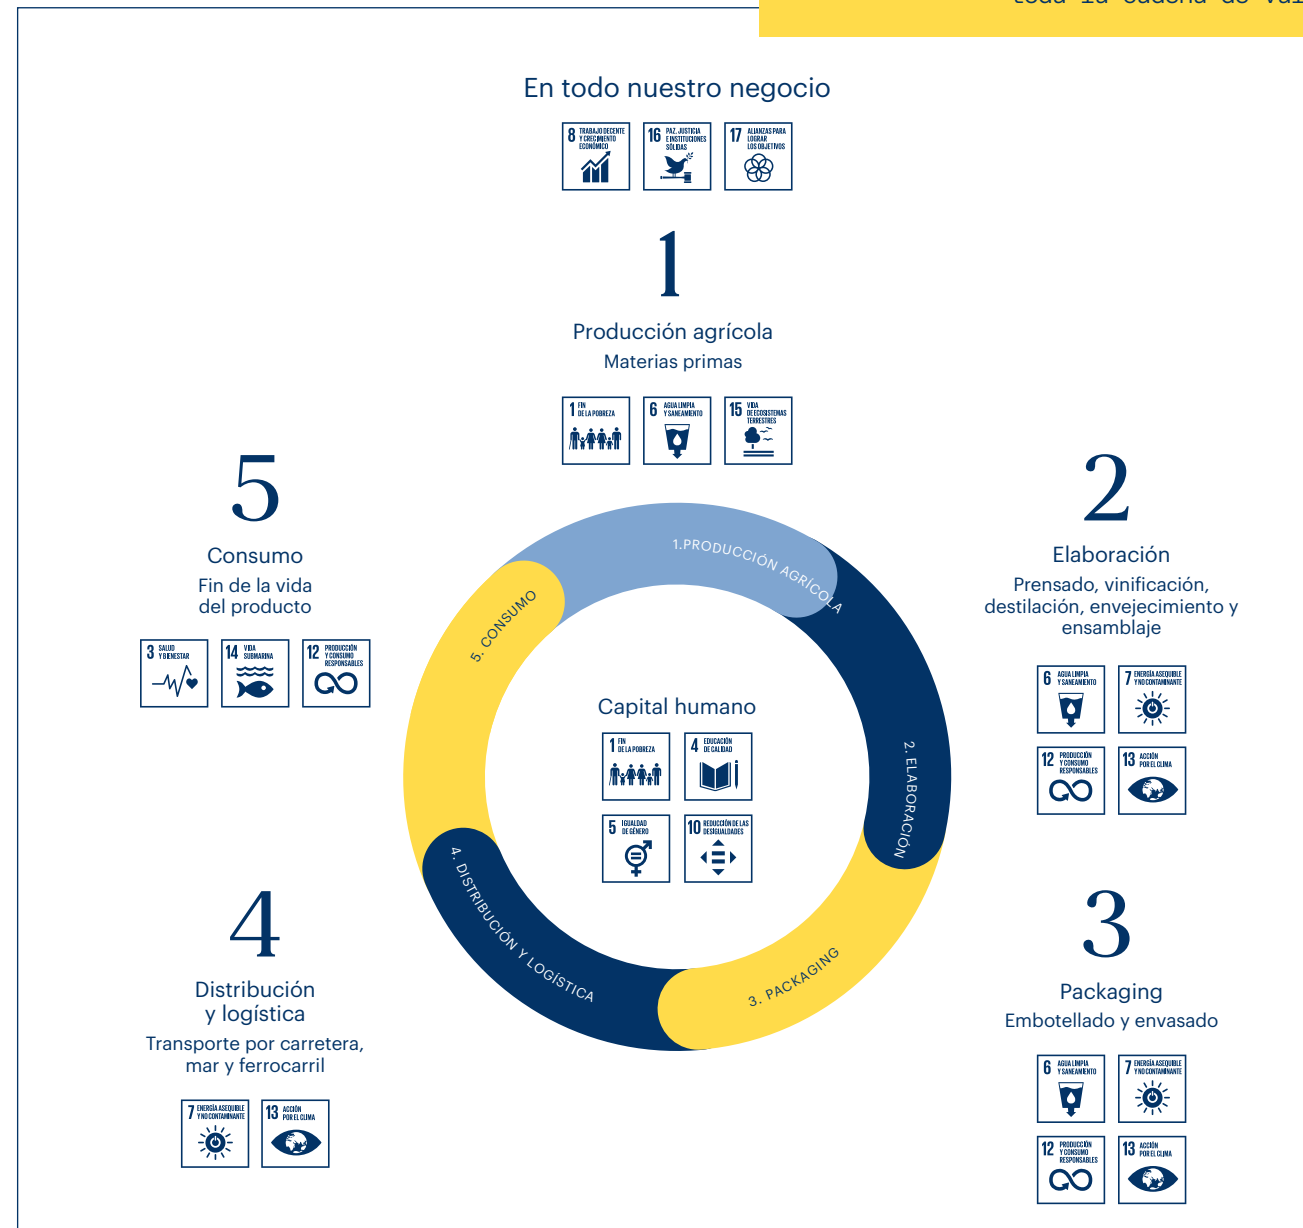 toda la cadena de val
En todo nuestro negocio
8 TRABAJO DECENTE
Y CRECIMIENTO
ECONÓMICO
16 PAZ, JUSTICIA
E INSTITUCIONES
SÓLIDAS
17 ALIANZAS PARA
LOGRAR
LOS OBJETIVOS
1
Producción agrícola
Materias primas
1 FIN
DE LA POBREZA
6 AGUA LIMPIA
Y SANEAMIENTO
15 VIDA
DE ECOSISTEMAS
TERRESTRES
5
Consumo
Fin de la vida
del producto
3 SALUD
Y BIENESTAR
14 VIDA
SUBMARINA
12 PRODUCCIÓN
Y CONSUMO
RESPONSABLES
2
Elaboración
Prensado, vinificación,
destilación, envejecimiento y
ensamblaje
6 AGUA LIMPIA
Y SANEAMIENTO
7 ENERGÍA ASEQUIBLE
Y NO CONTAMINANTE
12 PRODUCCIÓN
Y CONSUMO
RESPONSABLES
13 ACCIÓN
POR EL CLIMA
1.PRODUCCIÓN AGRÍCOLA
2. ELABORACIÓN
3. PACKAGING
4. DISTRIBUCIÓN Y LOGÍSTICA
5. CONSUMO
Capital humano
1 FIN
DE LA POBREZA
4 EDUCACIÓN
DE CALIDAD
5 IGUALDAD
DE GÉNERO
10 REDUCCIÓN DE LAS
DESIGUALDADES
4
Distribución
y logística
Transporte por carretera,
mar y ferrocarril
7 ENERGÍA ASEQUIBLE
Y NO CONTAMINANTE
13 ACCIÓN
POR EL CLIMA
3
Packaging
Embotellado y envasado
6 AGUA LIMPIA
Y SANEAMIENTO
7 ENERGÍA ASEQUIBLE
Y NO CONTAMINANTE
12 PRODUCCIÓN
Y CONSUMO
RESPONSABLES
13 ACCIÓN
POR EL CLIMA